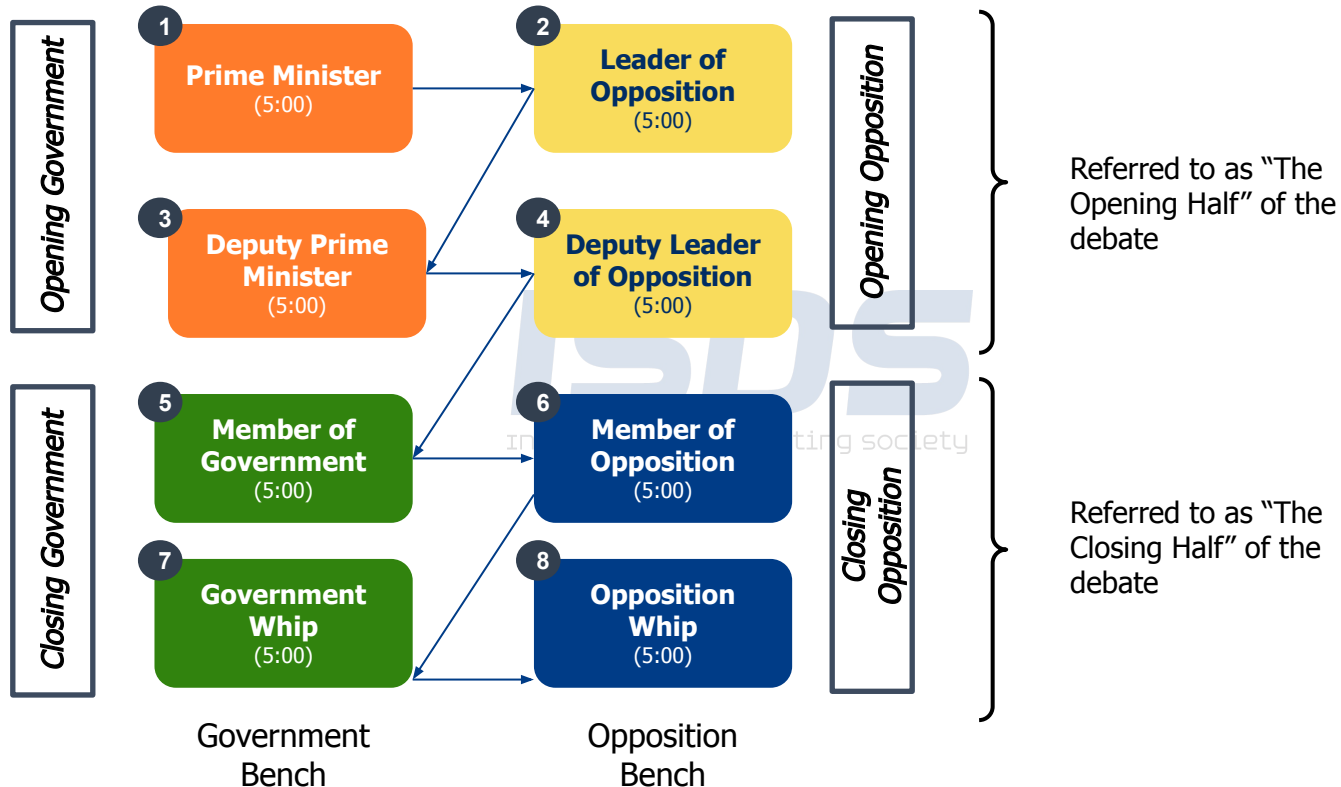 Opening Government
1
Prime Minister
(5:00)
2
Leader of
Opposition
(5:00)
Opening Opposition
Referred to as “The
Opening Half” of the
debate
3
Deputy Prime
Minister
(5:00)
4
Deputy Leader
of Opposition
(5:00)
ISDS
society
Closing Government
5
Member of
Government
(5:00)
6
Member of
Opposition
(5:00)
Closing
Opposition
Referred to as “The
Closing Half” of the
debate
7
Government
Whip
(5:00)
8
Opposition
Whip
(5:00)
Government
Bench
Opposition
Bench